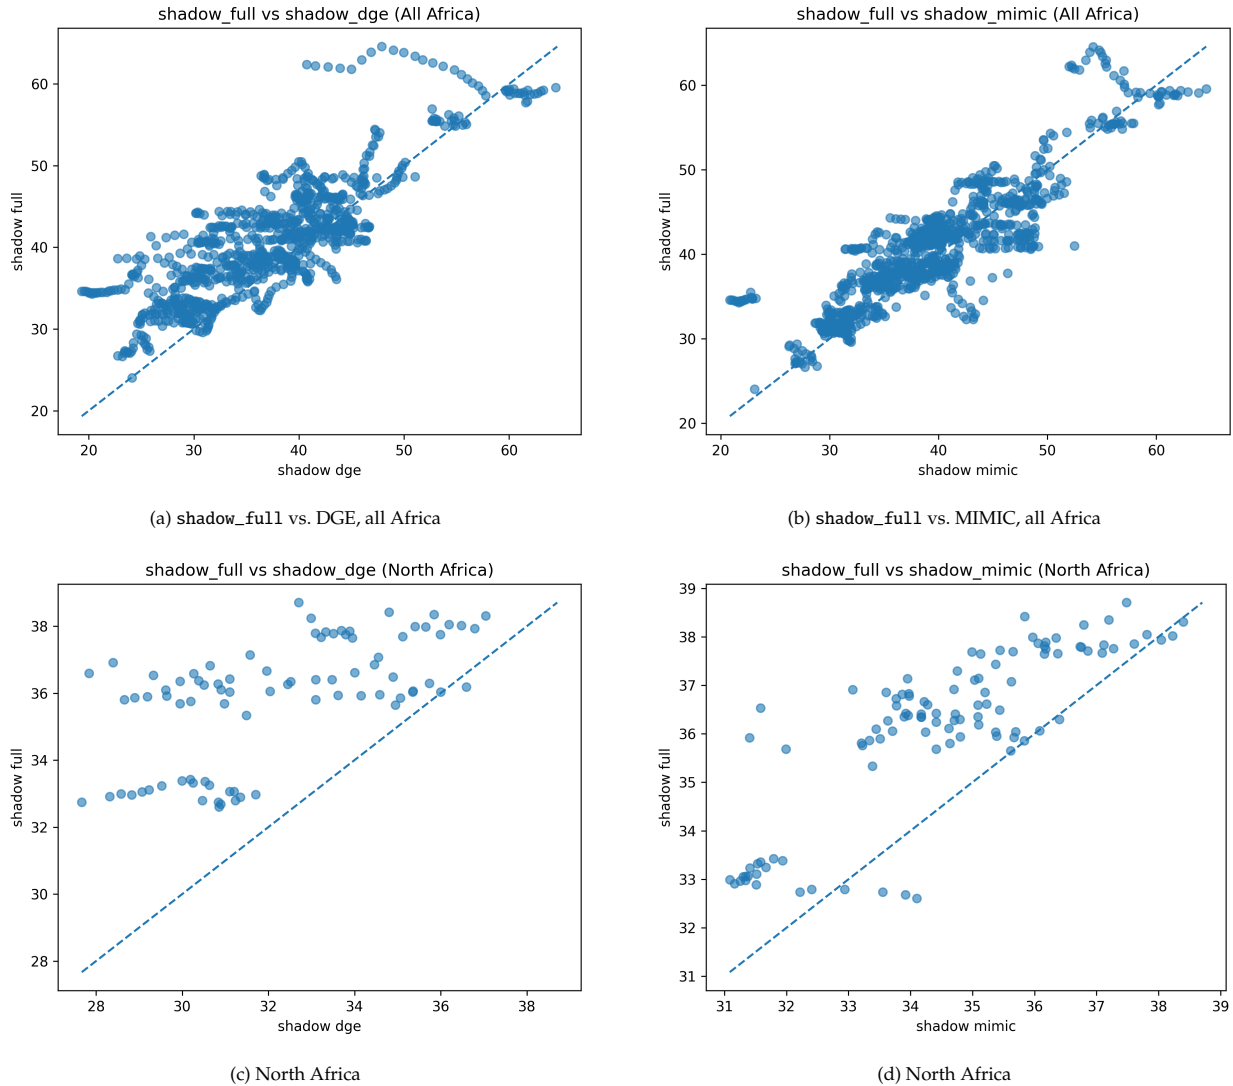 shadow_full vs shadow_dge (All Africa)
60
50
40
30
20
shadow full
20 30 40 50 60
shadow dge
(a) shadow_full vs. DGE, all Africa
shadow_full vs shadow_mimic (All Africa)
60
50
40
30
20
shadow full
20 30 40 50 60
shadow mimic
(b) shadow_full vs. MIMIC, all Africa
shadow_full vs shadow_dge (North Africa)
38
36
34
32
30
28
shadow full
28 30 32 34 36 38
shadow dge
(c) North Africa
shadow_full vs shadow_mimic (North Africa)
39
38
37
36
35
34
33
32
31
shadow full
31 32 33 34 35 36 37 38 39
shadow mimic
(d) North Africa